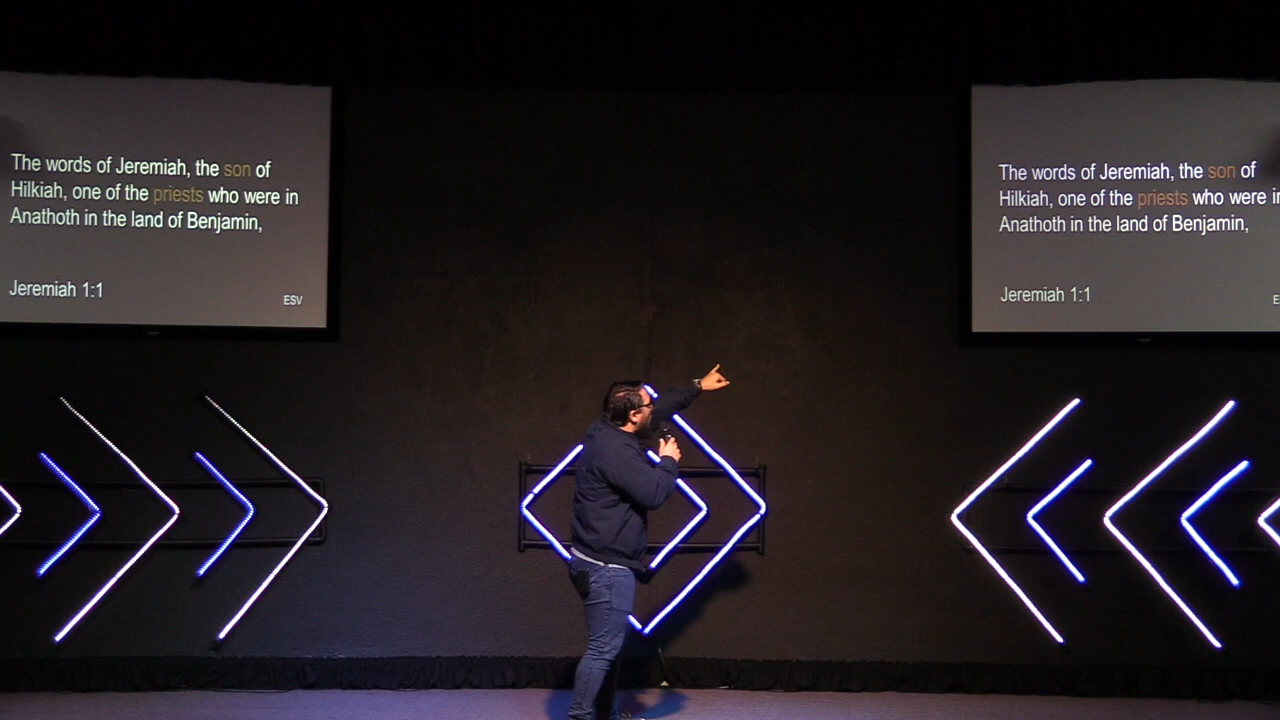 The words of Jeremiah, the son of
Hilkiah, one of the priests who were in
Anathoth in the land of Benjamin,
Jeremiah 1:1
ESV
The words of Jeremiah, the son of
Hilkiah, one of the priests who were in
Anathoth in the land of Benjamin,
Jeremiah 1:1
E